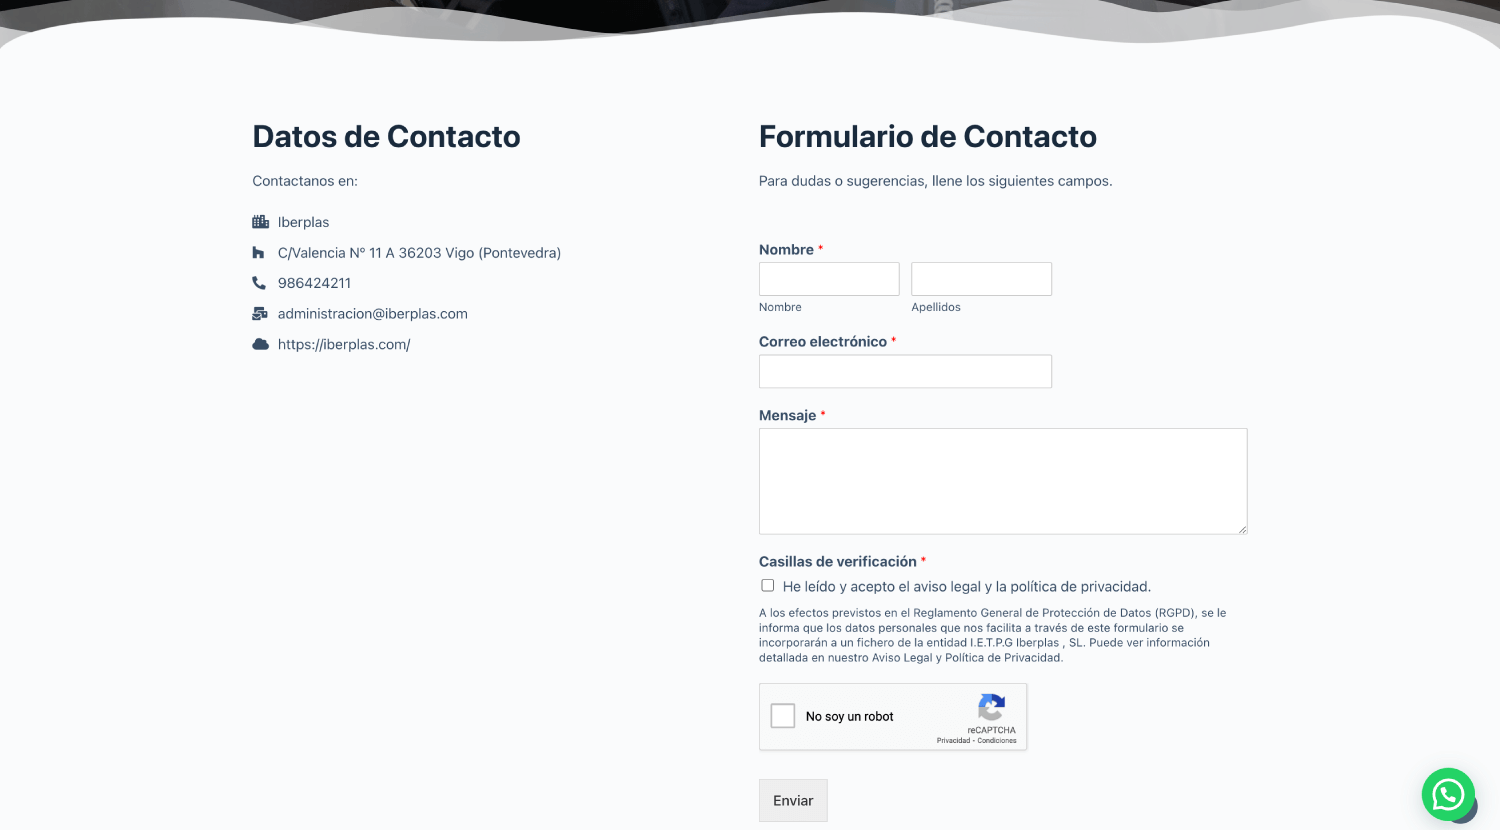 Datos de Contacto
Contactanos en:
Iberplas
C/Valencia Nº 11 A 36203 Vigo (Pontevedra)
986424211
administracion@iberplas.com
https://iberplas.com/
Formulario de Contacto
Para dudas o sugerencias, llene los siguientes campos.
Nombre *
Nombre
Apellidos
Correo electrónico *
Mensaje *
Casillas de verificación *
He leído y acepto el aviso legal y la política de privacidad.
A los efectos previstos en el Reglamento General de Protección de Datos (RGPD), se le
informa que los datos personales que nos facilita a través de este formulario se
incorporarán a un fichero de la entidad I.E.T.P.G Iberplas , SL. Puede ver información
detallada en nuestro Aviso Legal y Política de Privacidad.
No soy un robot
reCAPTCHA
Privacidad - Condiciones
Enviar